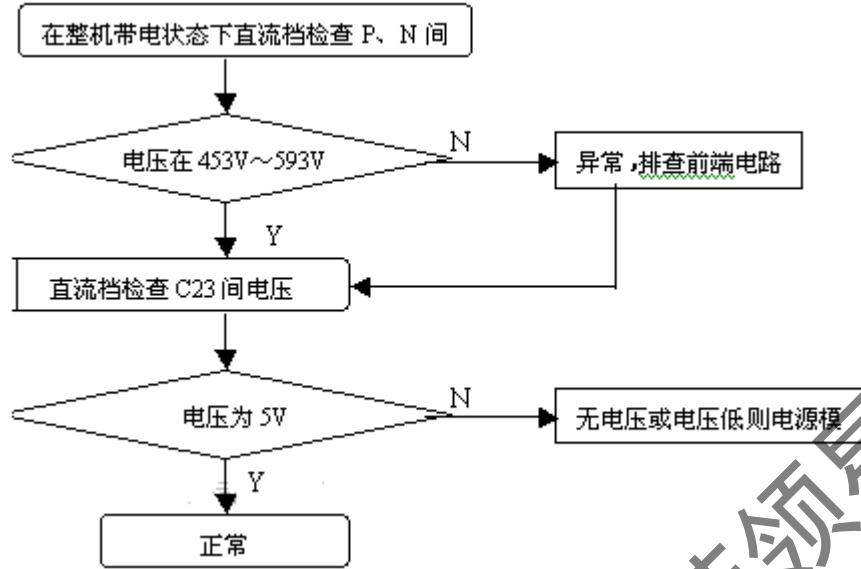 在整机带电状态下直流档检查 P、N 间
电压在 453V～593V
N
异常,排查前端电路
Y
直流档检查 C23 间电压
电压为 5V
N
无电压或电压低则电源模
Y
正常
领